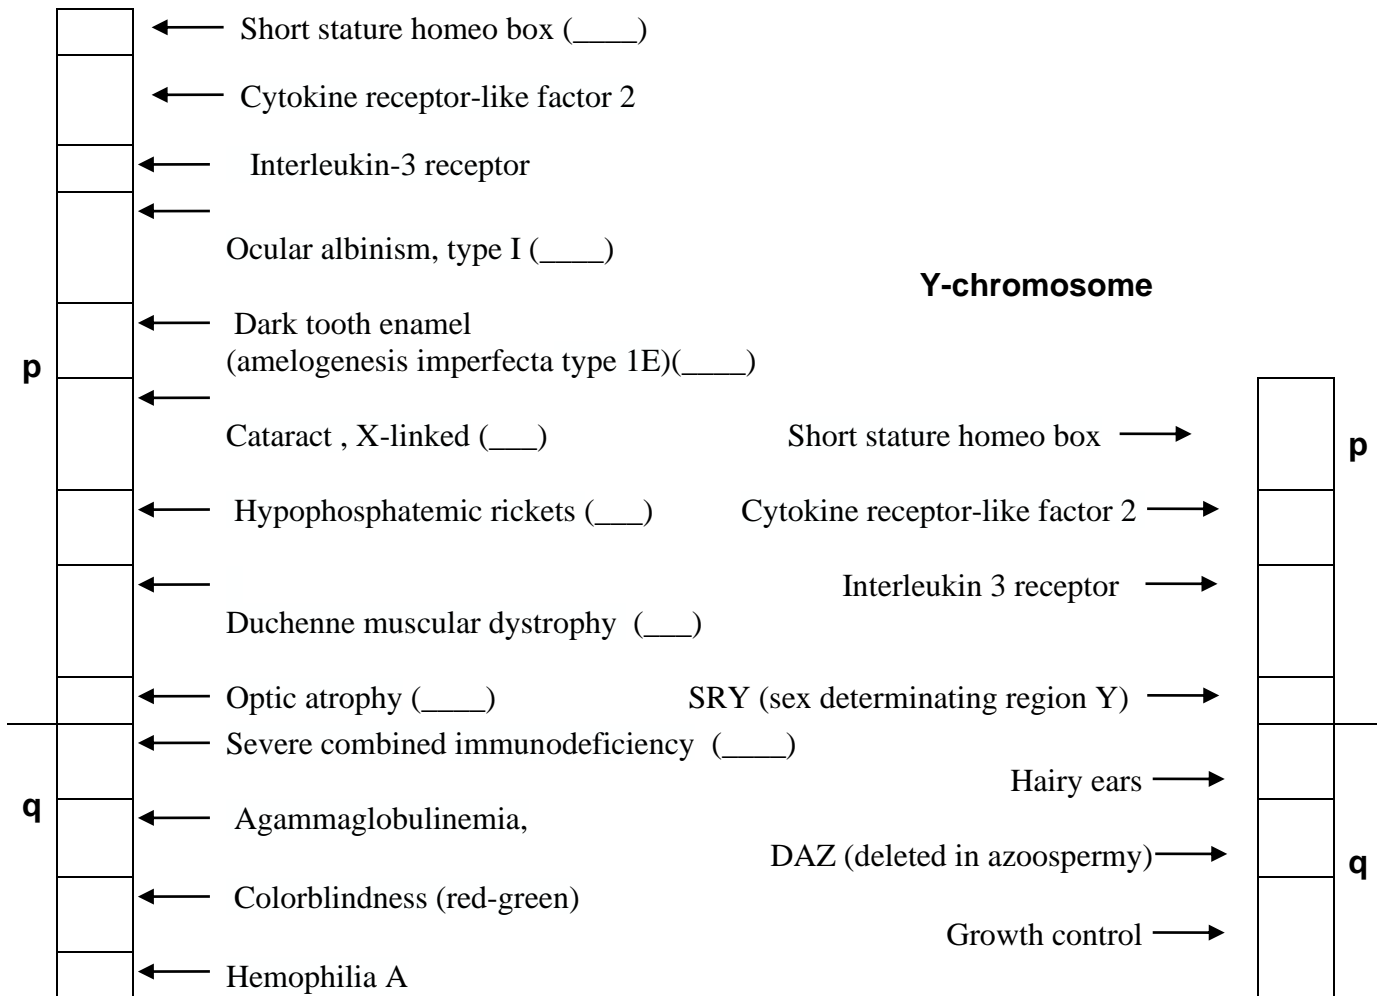 Short stature homeo box (____)
Cytokine receptor-like factor 2
Interleukin-3 receptor
Ocular albinism, type I (____)
Y-chromosome
Dark tooth enamel
(amelogenesis imperfecta type 1E)(____)
p
Cataract , X-linked (___)
Short stature homeo box
p
Hypophosphatemic rickets (___)
Cytokine receptor-like factor 2
Interleukin 3 receptor
Duchenne muscular dystrophy (___)
Optic atrophy (____)
SRY (sex determinating region Y)
Severe combined immunodeficiency (____)
Hairy ears
q
Agammaglobulinemia,
DAZ (deleted in azoospermy)
q
Colorblindness (red-green)
Growth control
Hemophilia A